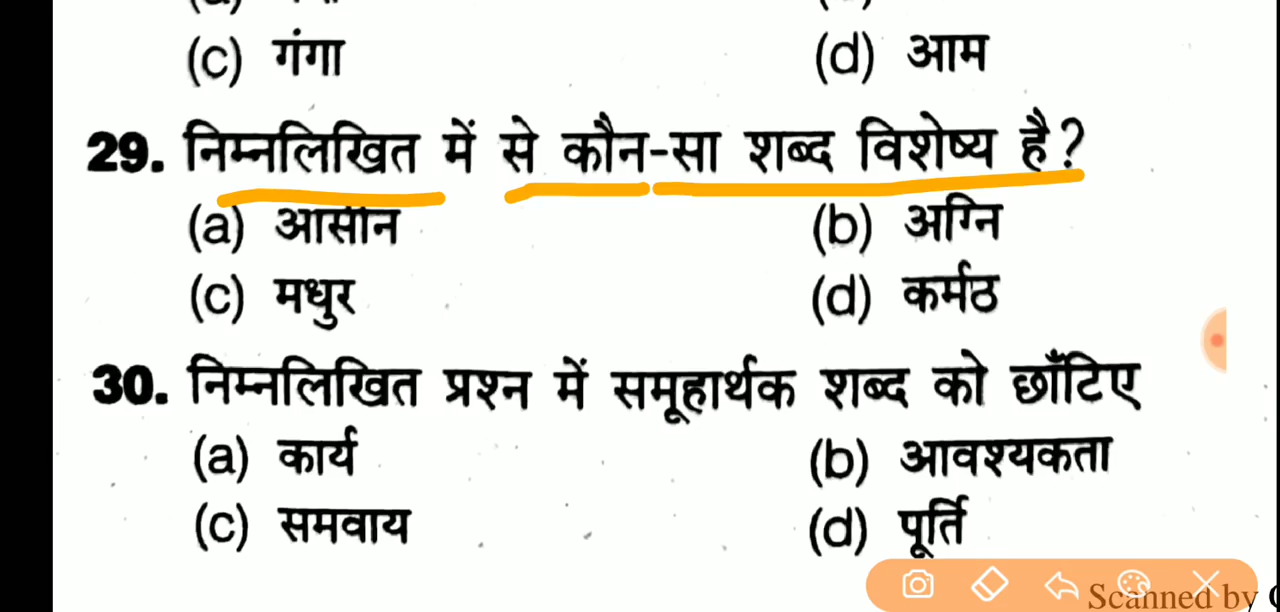 (c) गंगा (d) आम
29. निम्नलिखित में से कौन-सा शब्द विशेष्य है?
(a) आसीन (b) अग्नि
(c) मधुर (d) कर्मठ
30. निम्नलिखित प्रश्न में समूहार्थक शब्द को छाँटिए
(a) कार्य (b) आवश्यकता
(c) समवाय (d) पूर्ति
Scanned by